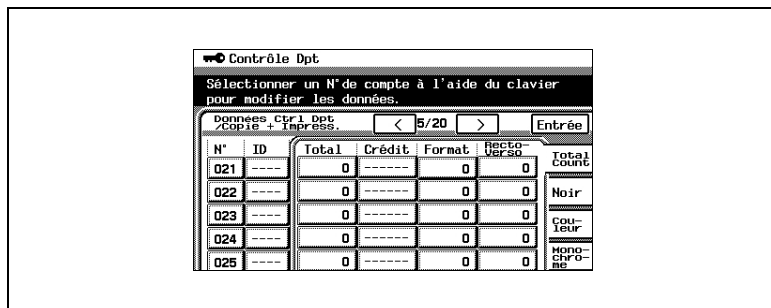 Contrôle Dpt
Sélectionner un N°de compte à l'aide du clavier
pour modifier les données.
Données Ctrl Dpt
/Copie + Impress.
< 5/20 > Entrée
N° ID Total Crédit Format Recto-
Verso
Total
Count
021 ---- 0 ------ 0 0
022 ---- 0 ------ 0 0
Noir
023 ---- 0 ------ 0 0
Cou-
leur
024 ---- 0 ------ 0 0
025 ---- 0 ------ 0 0
Mono-
chro-
me